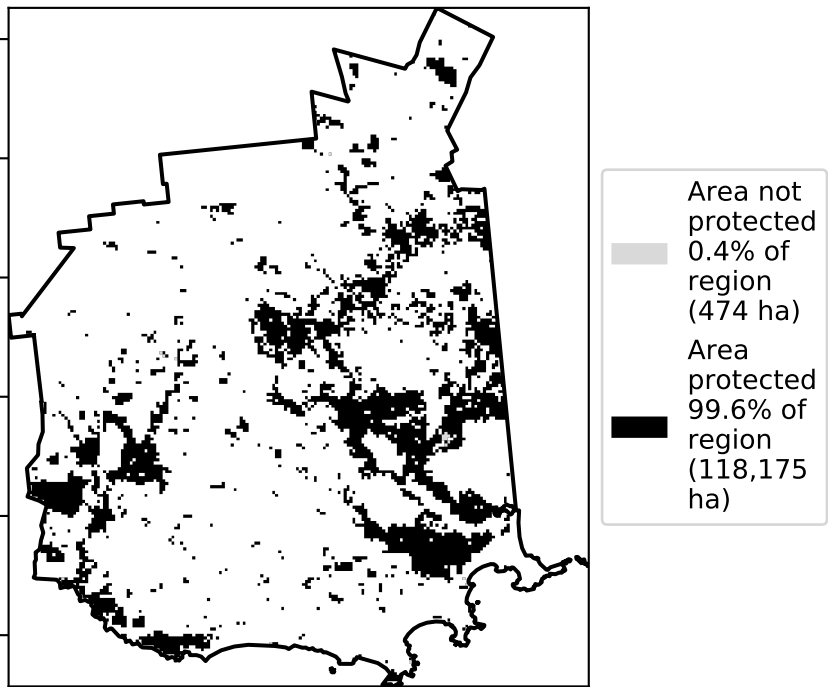 Area not
protected
0.4% of
region
(474 ha)
Area
protected
99.6% of
region
(118,175
ha)